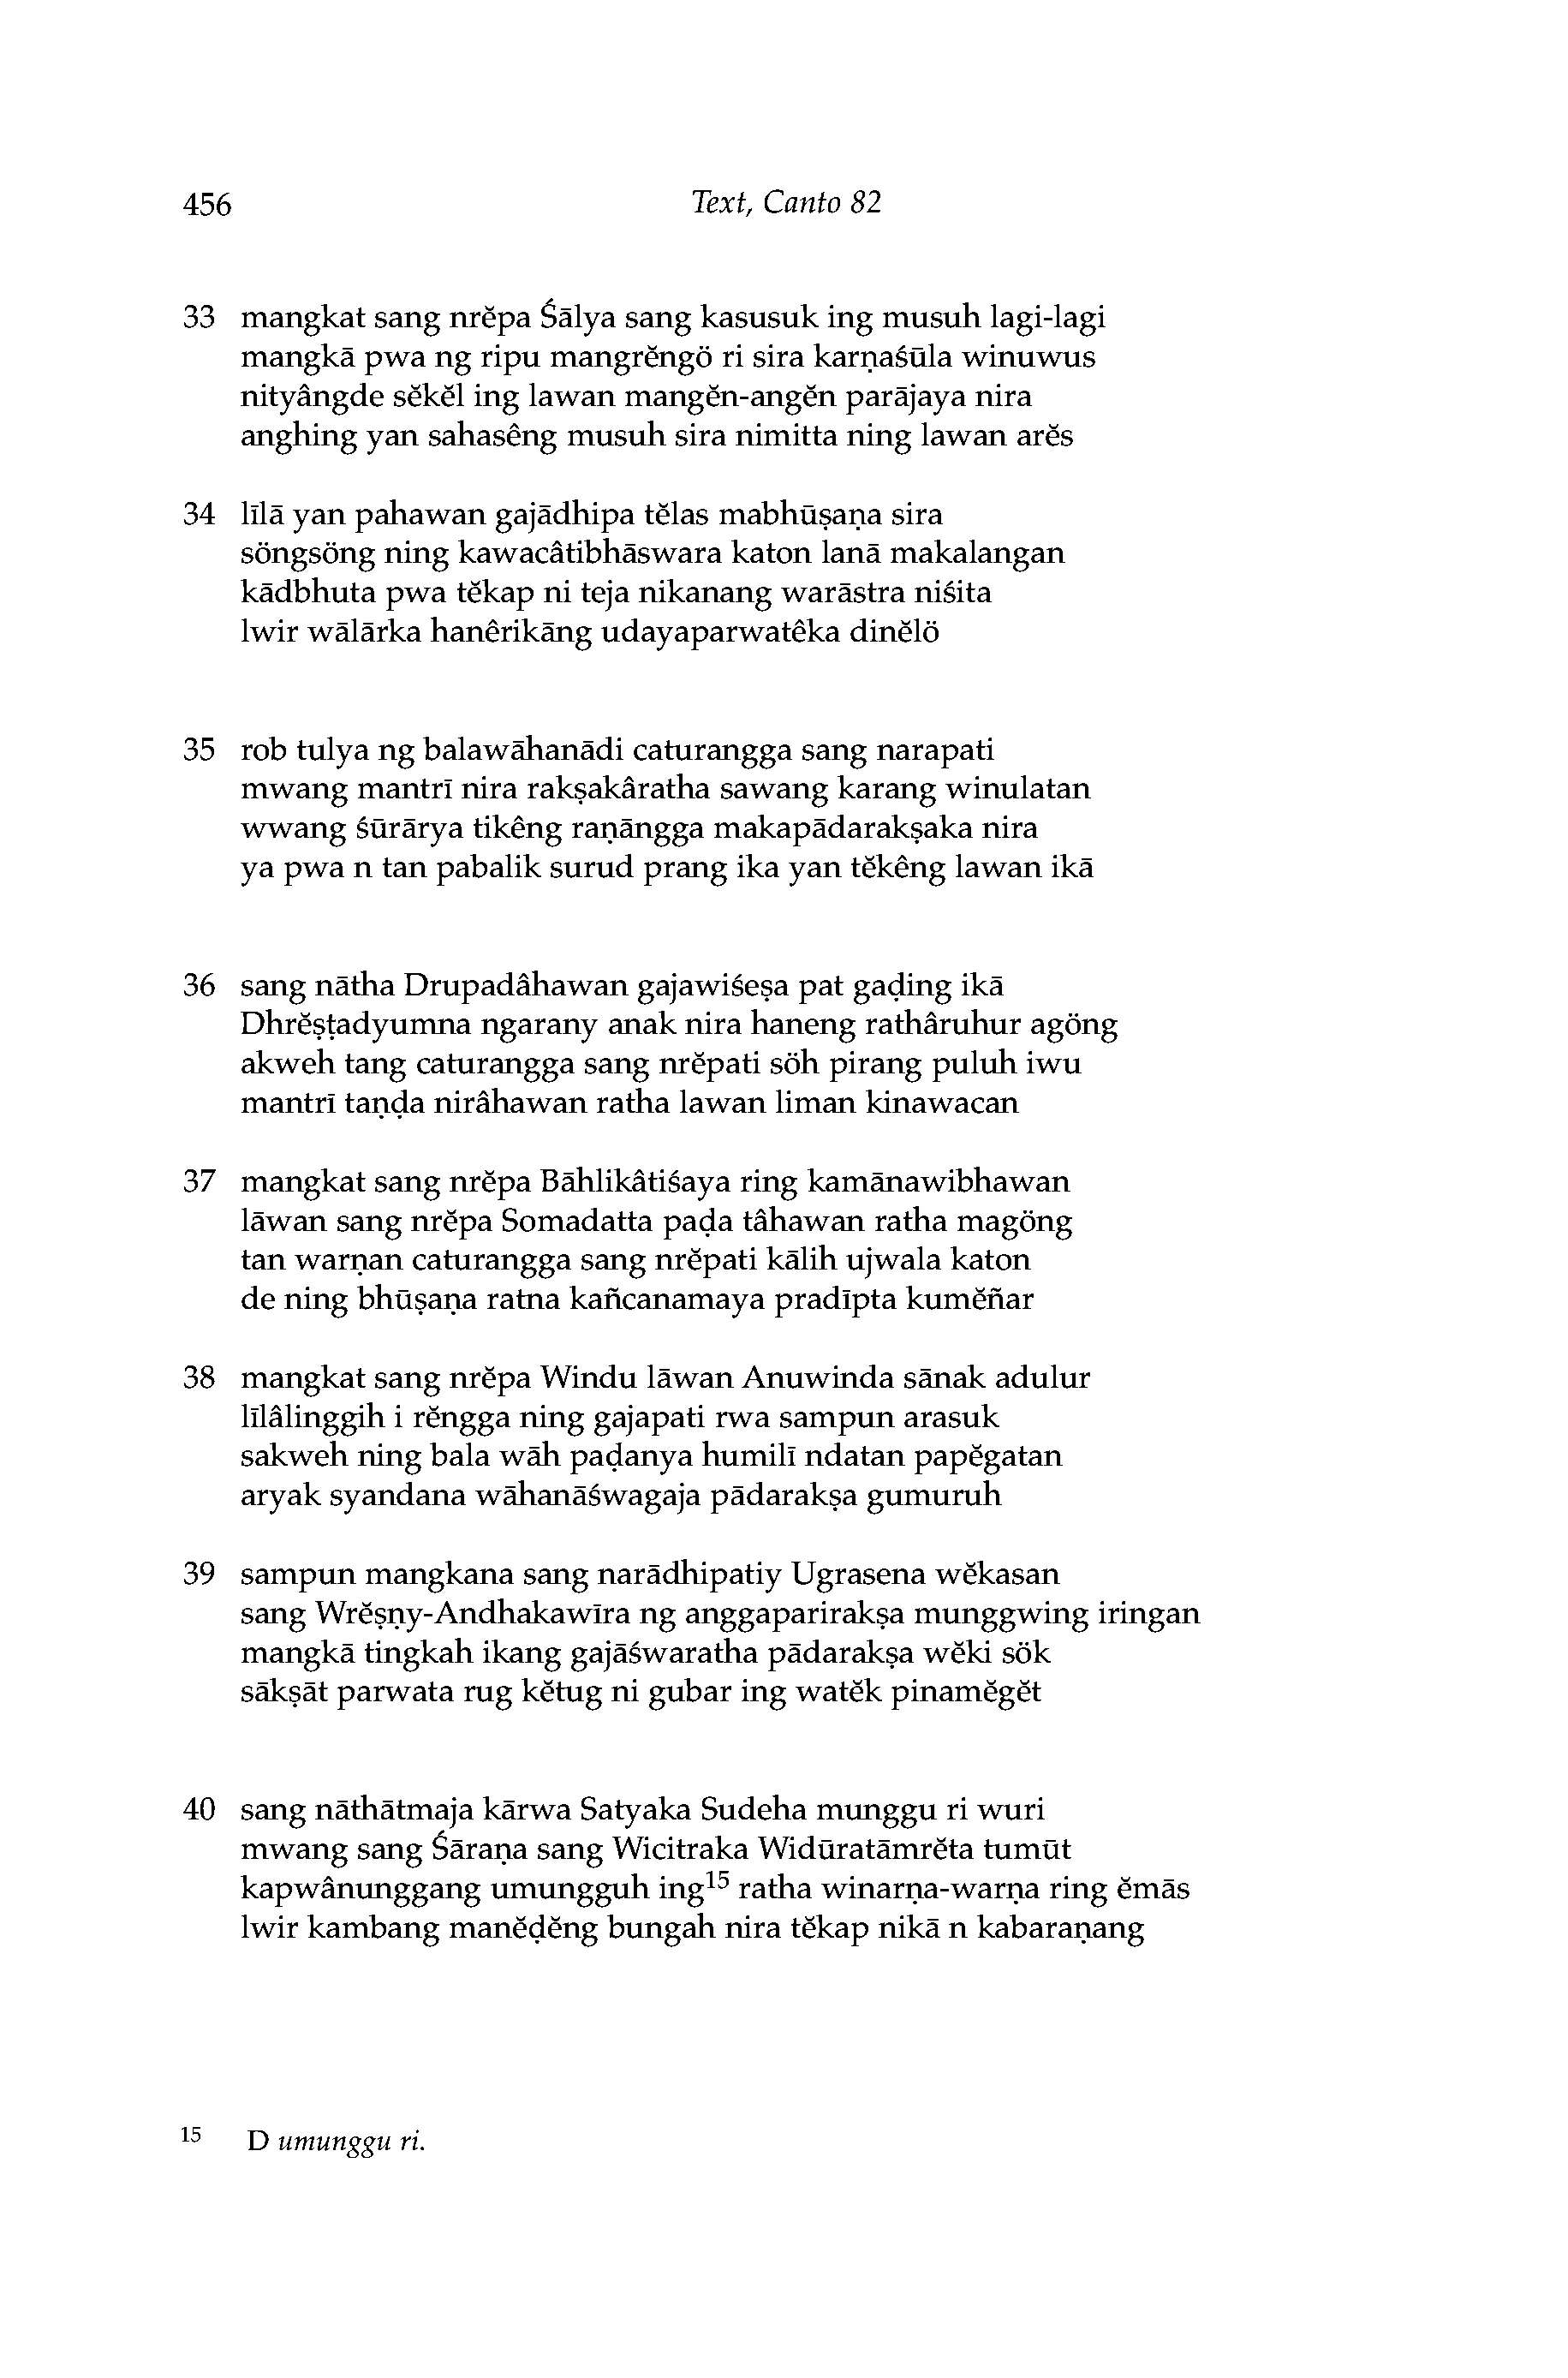 456 Text, Canto 82
33 mangkat sang nrĕpa Śālya sang kasusuk ing musuh lagi-lagi
mangkā pwa ng ripu mangrĕngö ri sira karṇaśūla winuwus
nityângde sĕkĕl ing lawan mangĕn-angĕn parājaya nira
anghing yan sahasêng musuh sira nimitta ning lawan arĕs
34 līlā yan pahawan gajādhipa tĕlas mabhūṣaṇa sira
söngsöng ning kawacâtibhāswara katon lanā makalangan
kādbhuta pwa tĕkap ni teja nikanang warāstra niśita
lwir wālārka hanêrikāng udayaparwatêka dinĕlö
35 rob tulya ng balawāhanādi caturangga sang narapati
mwang mantrī nira rakṣakâratha sawang karang winulatan
wwang śūrārya tikêng raṇāngga makapādarakṣaka nira
ya pwa n tan pabalik surud prang ika yan tĕkêng lawan ikā
36 sang nātha Drupadâhawan gajawiśeṣa pat gaḍing ikā
Dhrĕṣṭadyumna ngarany anak nira haneng rathâruhur agöng
akweh tang caturangga sang nrĕpati söh pirang puluh iwu
mantrī taṇḍa nirâhawan ratha lawan liman kinawacan
37 mangkat sang nrĕpa Bāhlikâtiśaya ring kamānawibhawan
lāwan sang nrĕpa Somadatta paḍa tâhawan ratha magöng
tan warṇan caturangga sang nrĕpati kālih ujwala katon
de ning bhūṣaṇa ratna kañcanamaya pradīpta kumĕñar
38 mangkat sang nrĕpa Windu lāwan Anuwinda sānak adulur
līlâlinggih i rĕngga ning gajapati rwa sampun arasuk
sakweh ning bala wāh paḍanya humilī ndatan papĕgatan
aryak syandana wāhanāśwagaja pādarakṣa gumuruh
39 sampun mangkana sang narādhipatiy Ugrasena wĕkasan
sang Wrĕṣṇy-Andhakawīra ng anggaparirakṣa munggwing iringan
mangkā tingkah ikang gajāśwaratha pādarakṣa wĕki sök
sākṣāt parwata rug kĕtug ni gubar ing watĕk pinamĕgĕt
40 sang nāthātmaja kārwa Satyaka Sudeha munggu ri wuri
mwang sang Śāraṇa sang Wicitraka Widūratāmrĕta tumūt
kapwânunggang umungguh ing¹⁵ ratha winarṇa-warṇa ring ĕmās
lwir kambang manĕḍĕng bungah nira tĕkap nikā n kabaraṇang
¹⁵ D umunggu ri.